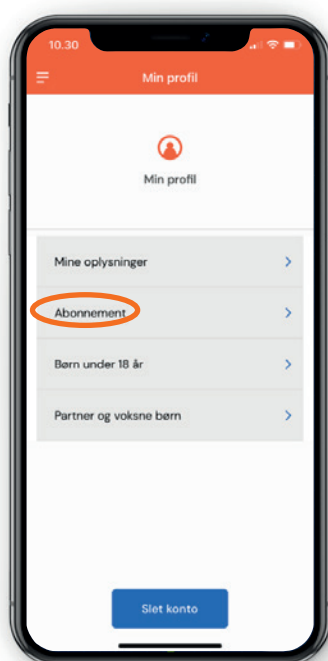 10.30
Min profil
Min profil
Mine oplysninger
Abonnement
Børn under 18 år
Partner og voksne børn
Slet konto